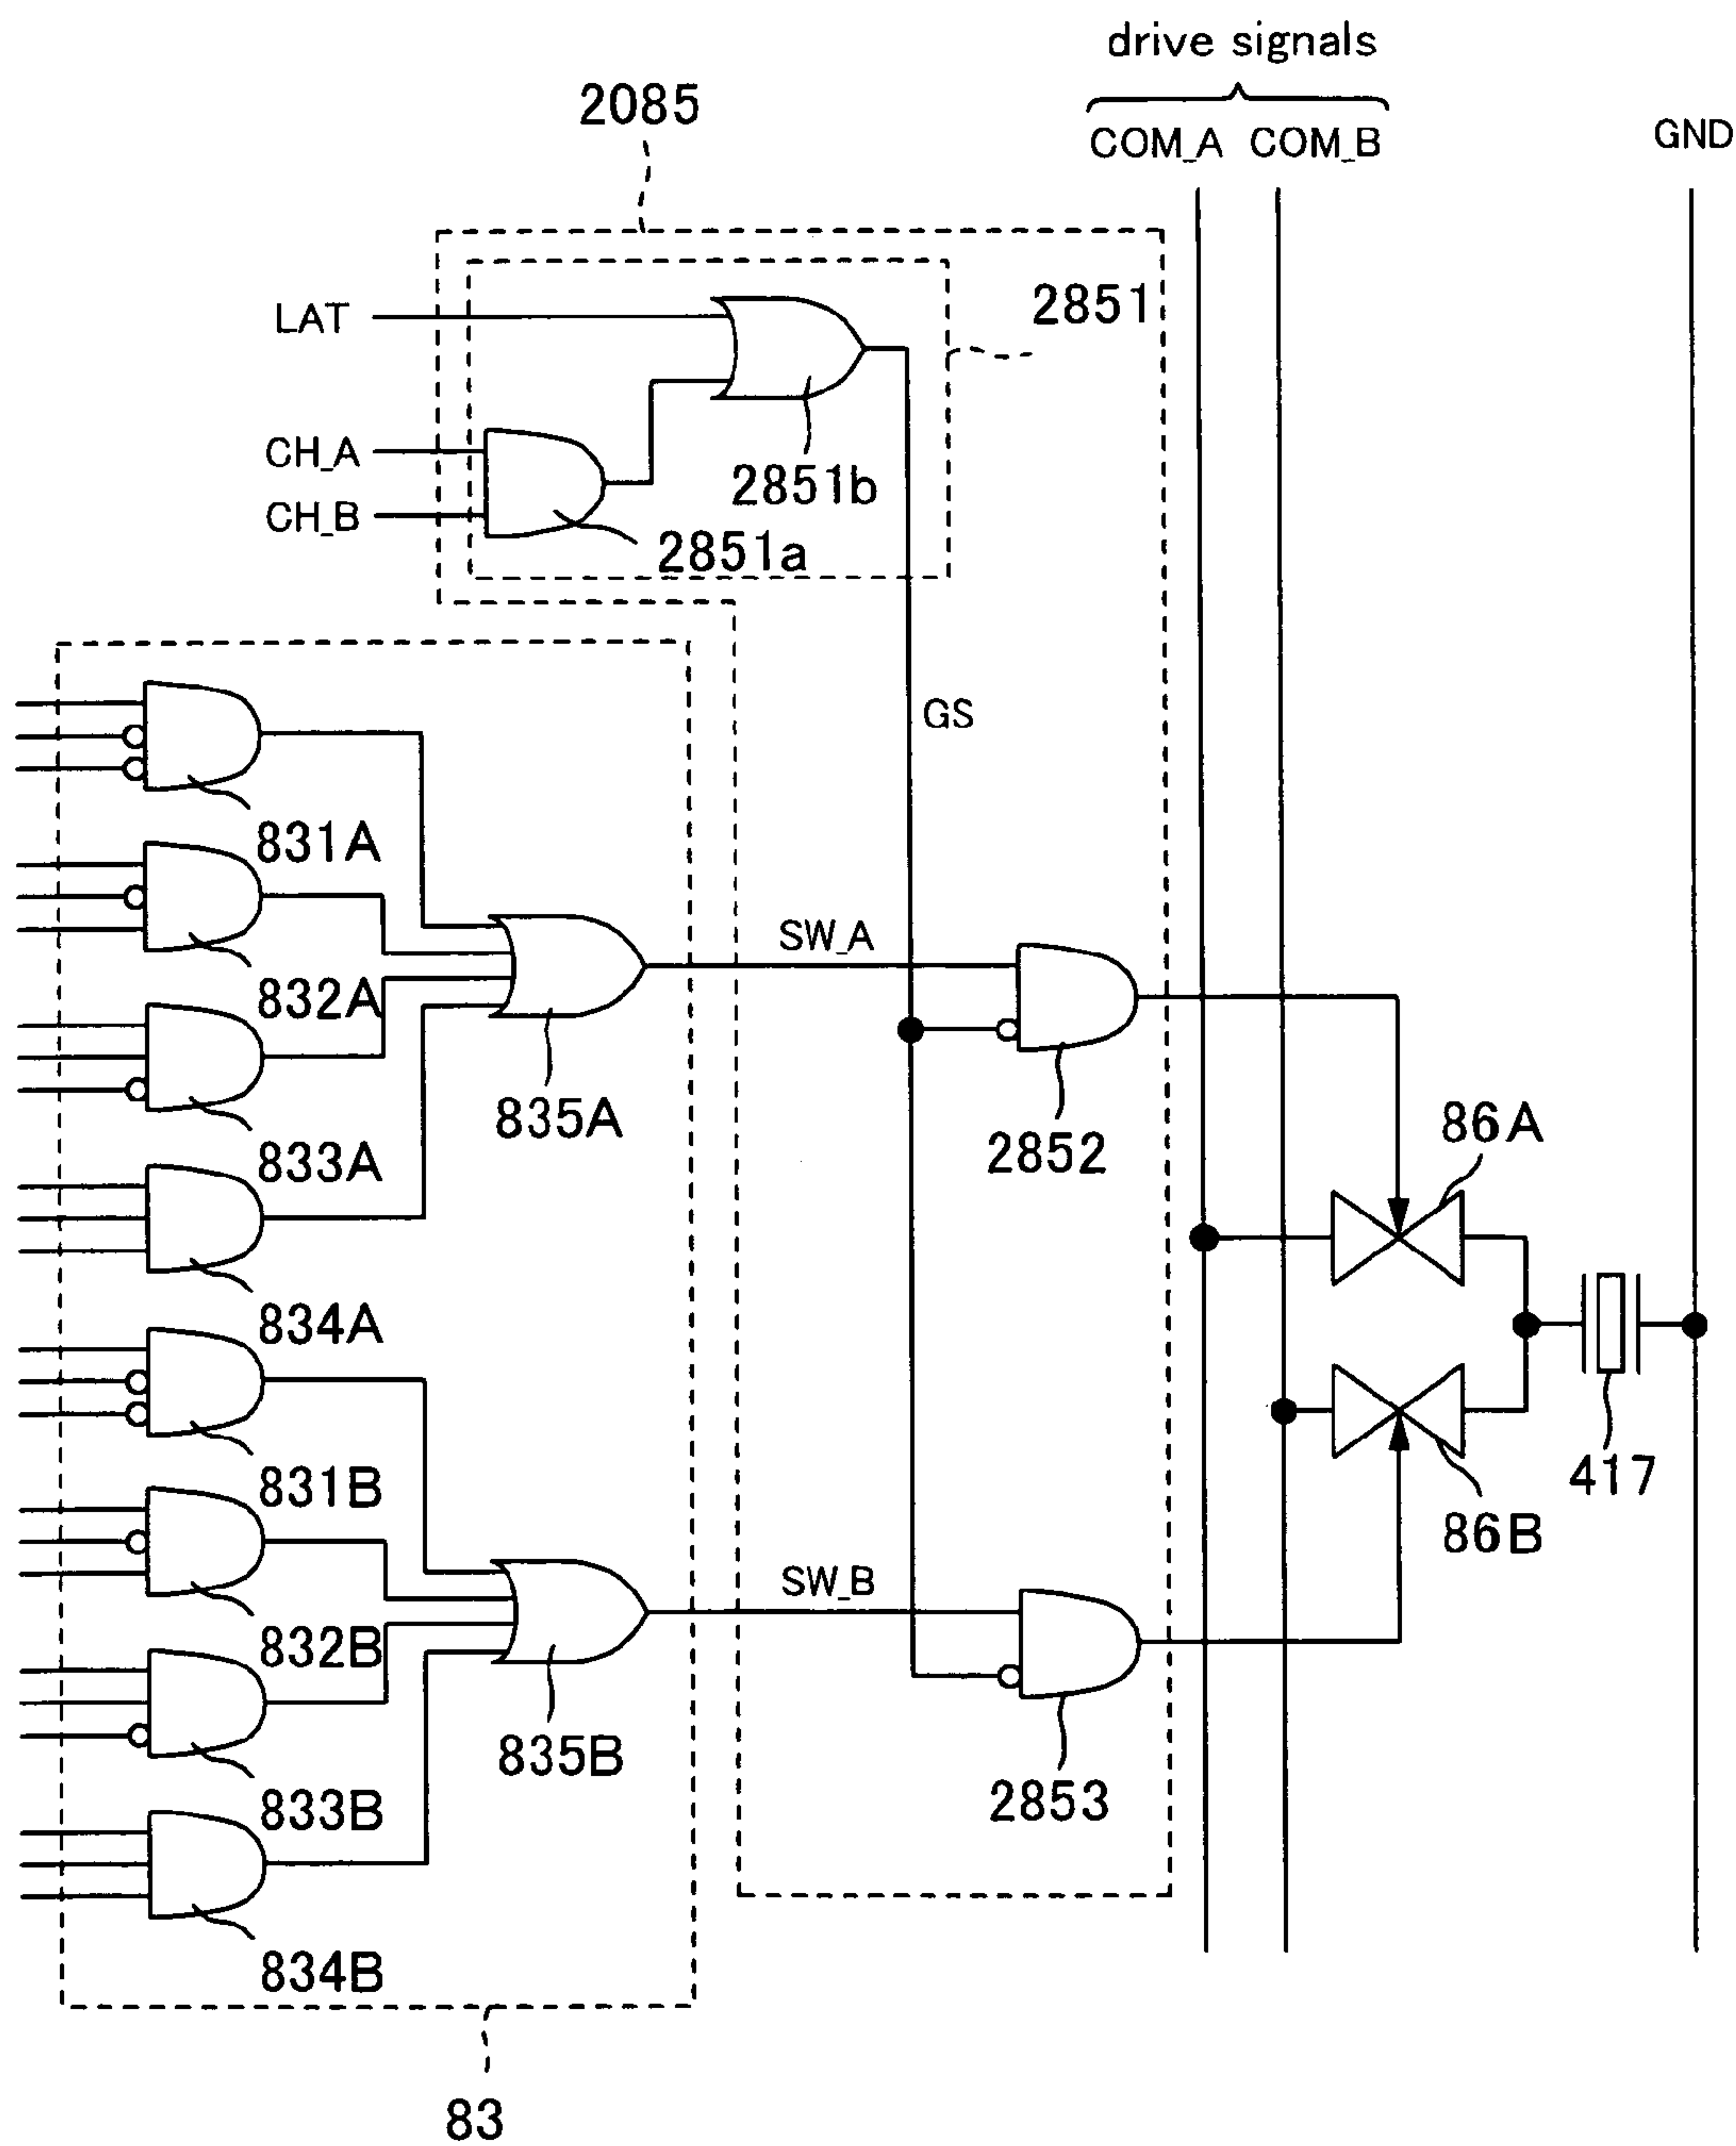 drive signals
2085
COM_A COM_B
GND
LAT
2851
CH_A
2851b
CH_B
2851a
GS
831A
SW_A
832A
835A
86A
2852
833A
834A
417
831B
86B
SW_B
832B
835B
2853
833B
834B
83